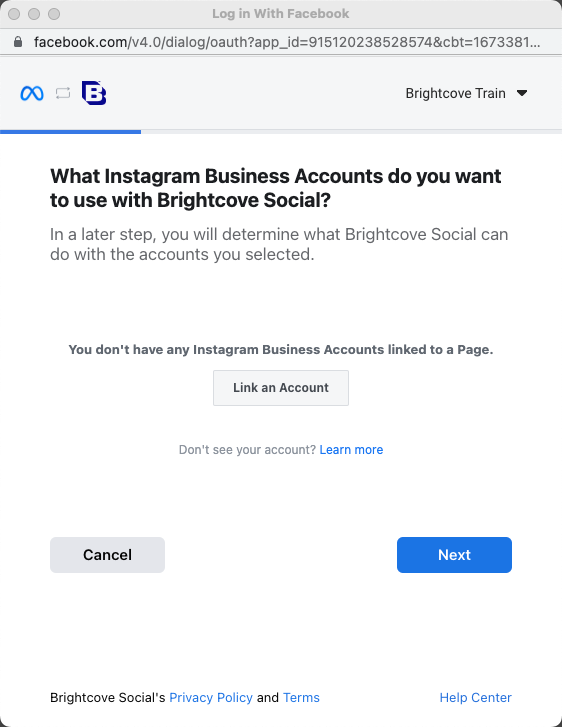 Log in With Facebook
facebook.com/v4.0/dialog/oauth?app_id=915120238528574&cbt=1673381...
B
Brightcove Train
What Instagram Business Accounts do you want
to use with Brightcove Social?
In a later step, you will determine what Brightcove Social can
do with the accounts you selected.
You don't have any Instagram Business Accounts linked to a Page.
Link an Account
Don't see your account? Learn more
Cancel
Next
Brightcove Social's Privacy Policy and Terms
Help Center